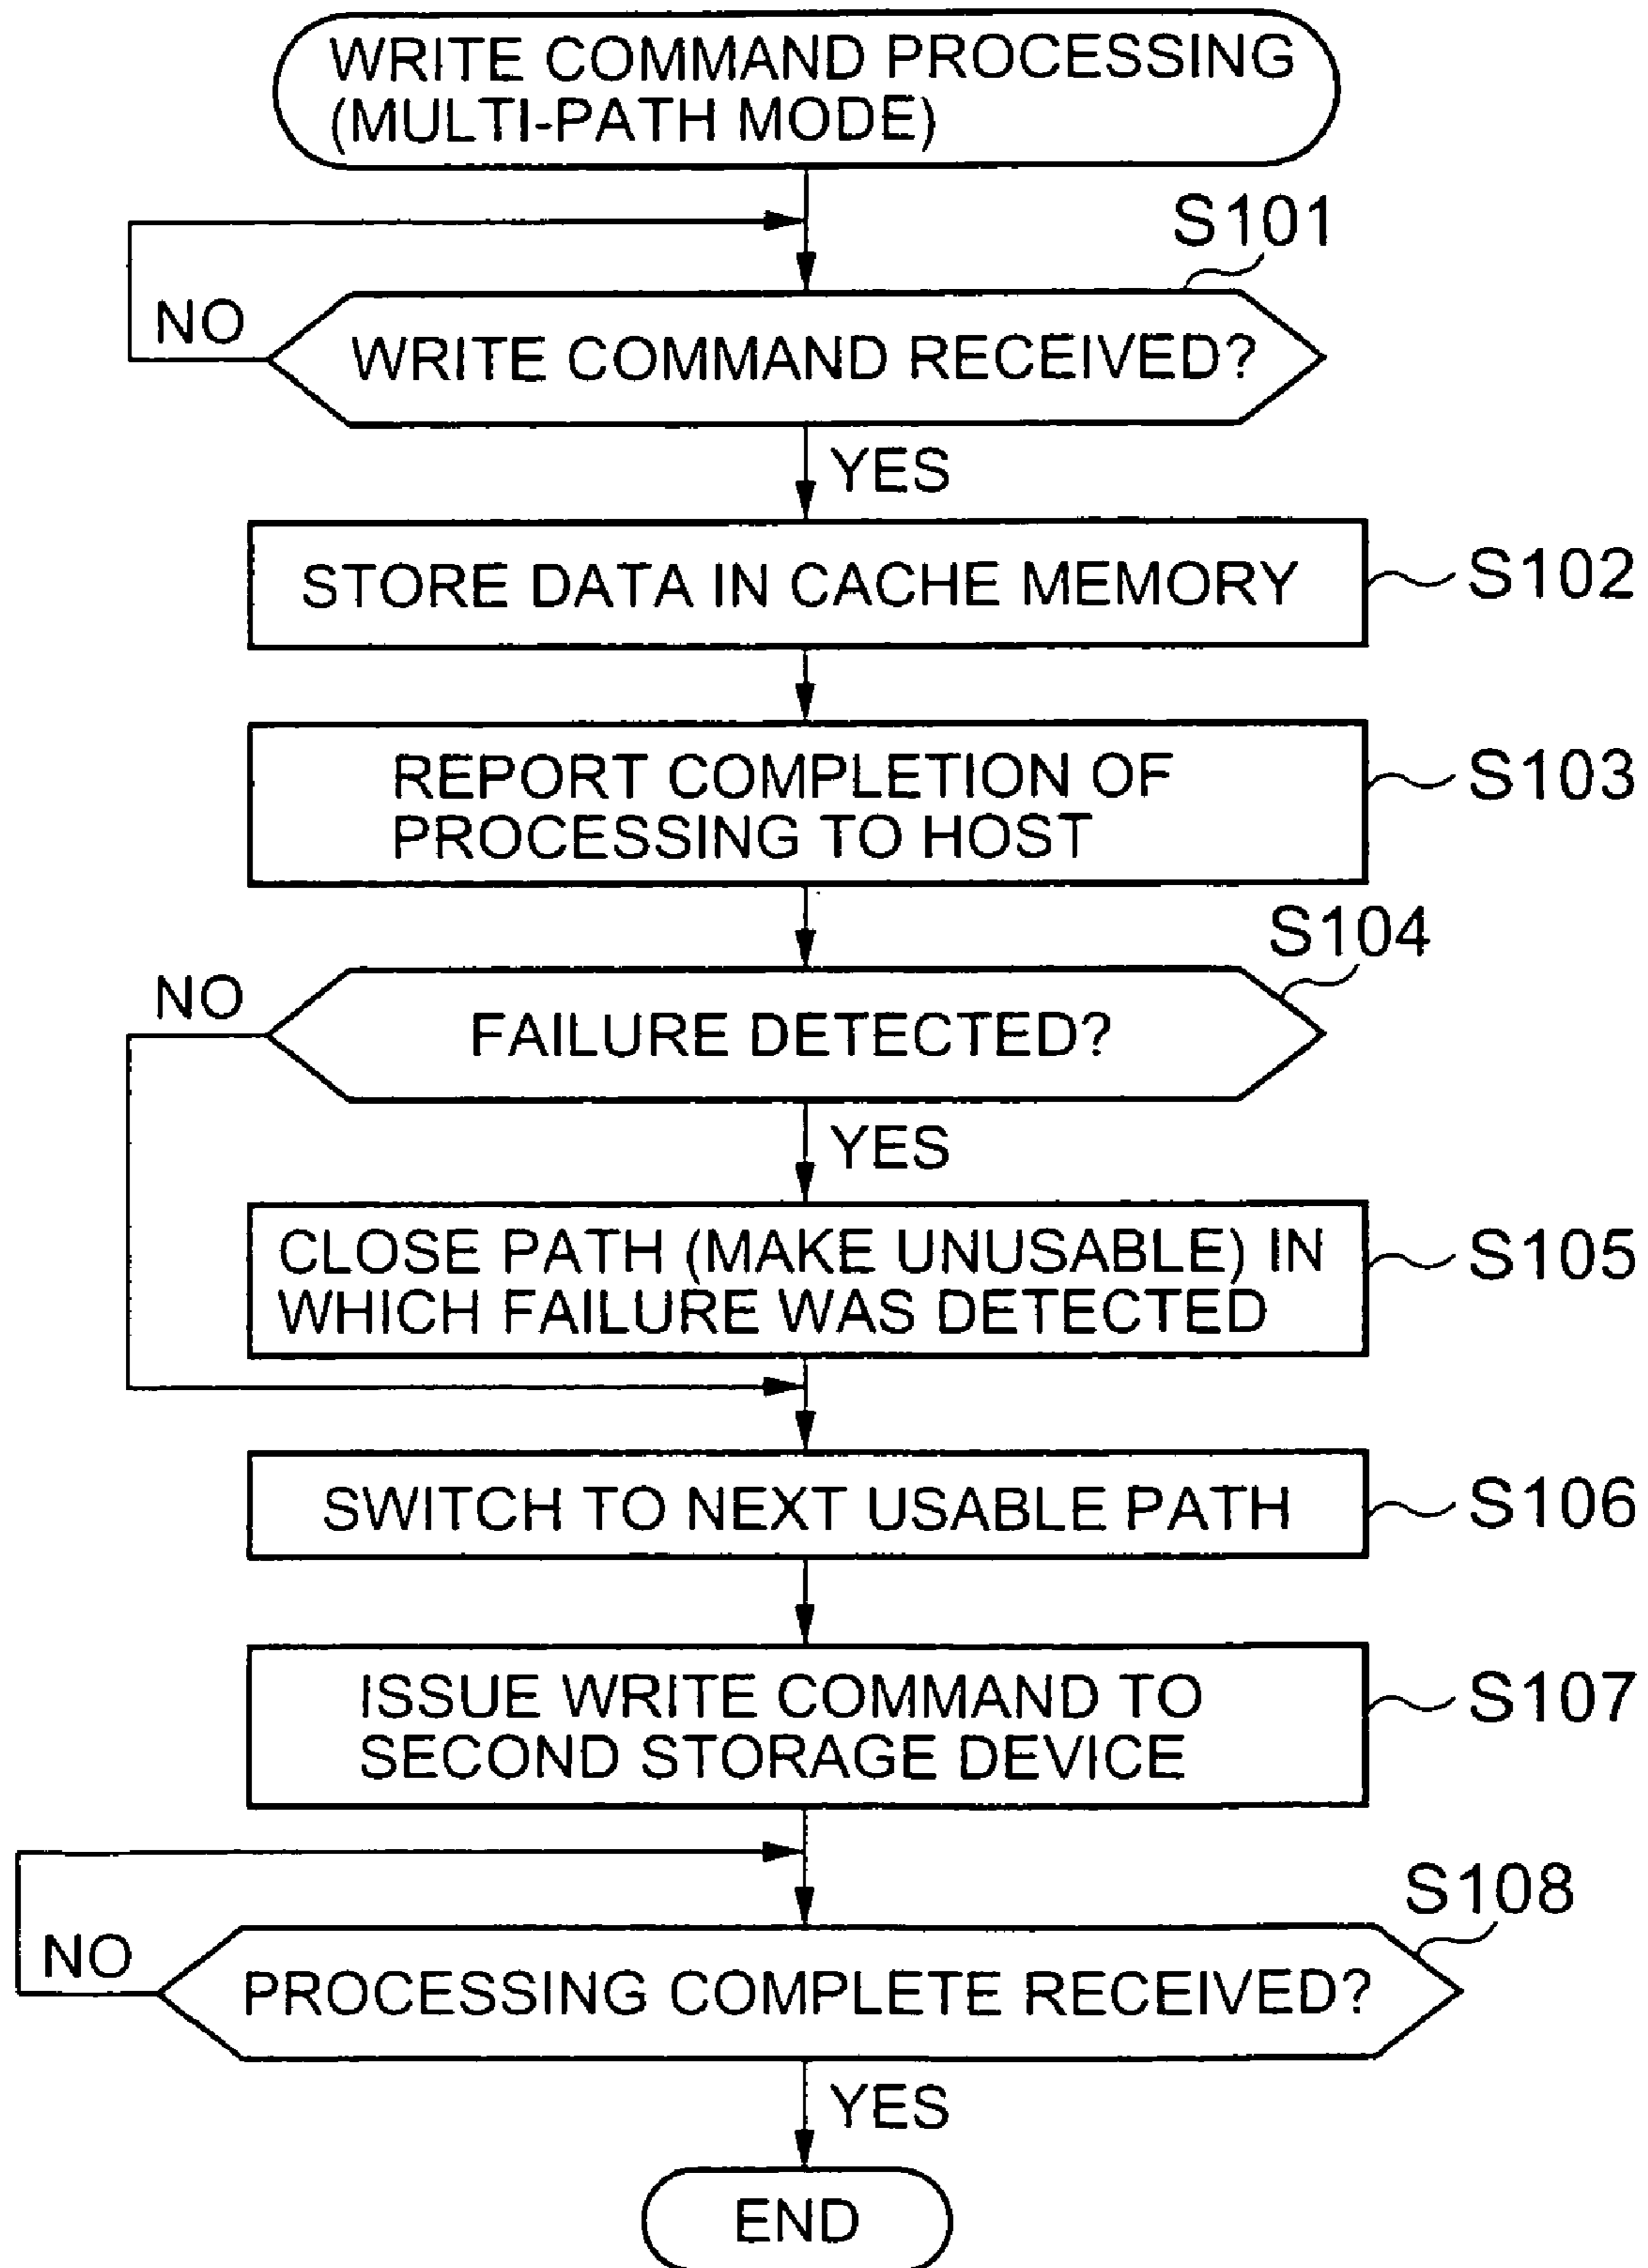 WRITE COMMAND PROCESSING
(MULTI-PATH MODE)
S101
NO
WRITE COMMAND RECEIVED?
YES
STORE DATA IN CACHE MEMORY
S102
REPORT COMPLETION OF
PROCESSING TO HOST
S103
S104
NO
FAILURE DETECTED?
YES
CLOSE PATH (MAKE UNUSABLE) IN
WHICH FAILURE WAS DETECTED
S105
SWITCH TO NEXT USABLE PATH
S106
ISSUE WRITE COMMAND TO
SECOND STORAGE DEVICE
S107
S108
NO
PROCESSING COMPLETE RECEIVED?
YES
END